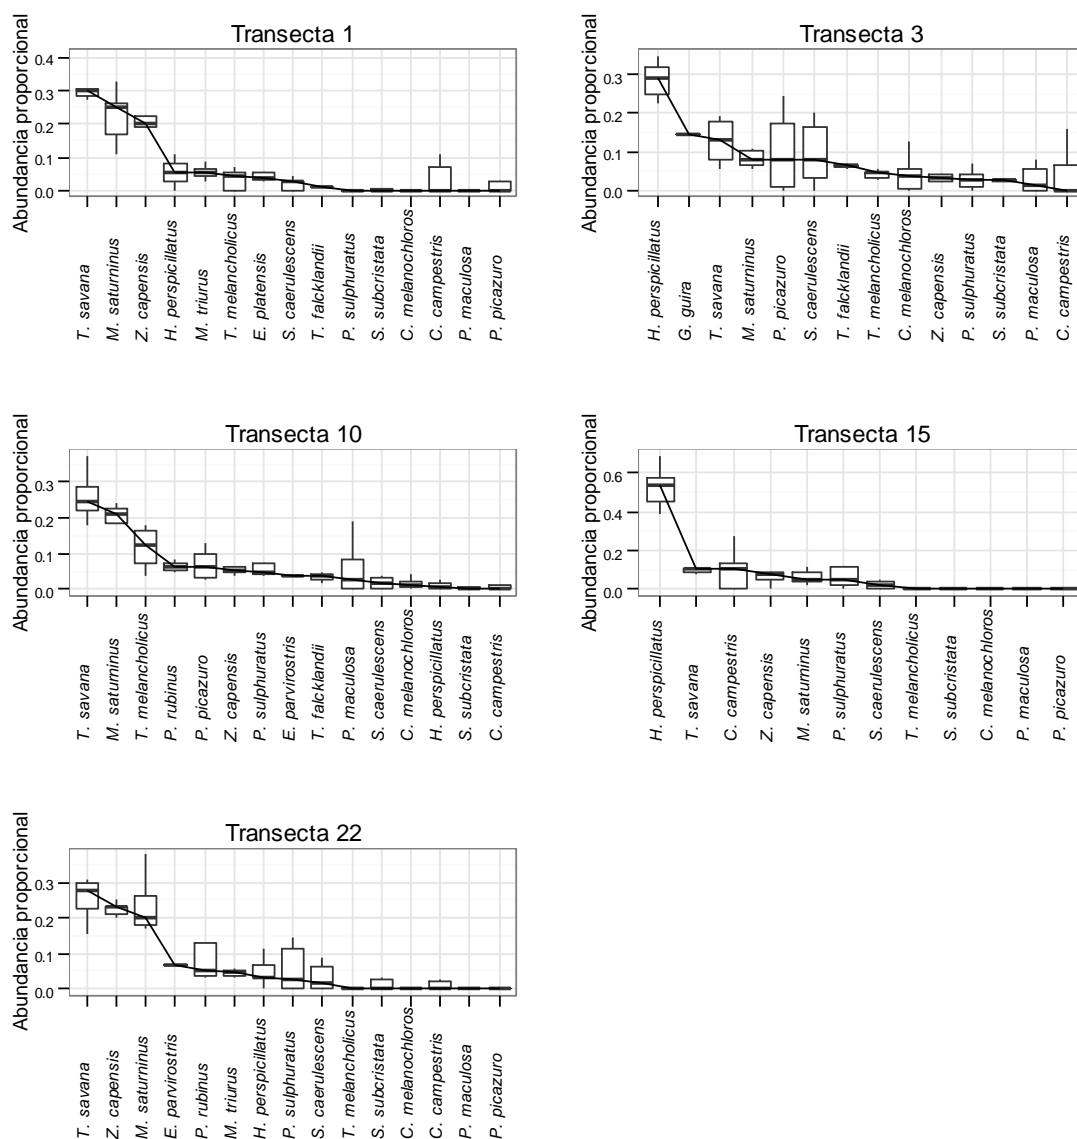 Transecta 1
Abundancia proporcional
0.4
0.3
0.2
0.1
0.0
T. savana
M. saturninus
Z. capensis
H. perspicillatus
M. triurus
T. melancholicus
E. platensis
S. caerulescens
T. falcklandii
P. sulphuratus
S. subcristata
C. melanochloros
C. campestris
P. maculosa
P. picazuro
Transecta 3
Abundancia proporcional
0.3
0.2
0.1
0.0
H. perspicillatus
G. guira
T. savana
M. saturninus
P. picazuro
S. caerulescens
T. falcklandii
T. melancholicus
C. melanochloros
Z. capensis
P. sulphuratus
S. subcristata
P. maculosa
C. campestris
Transecta 10
Abundancia proporcional
0.3
0.2
0.1
0.0
T. savana
M. satuminus
T. melancholicus
P. rubinus
P. picazuro
Z. capensis
P. sulphuratus
E. parvirostris
T. falcklandii
P. maculosa
S. caerulescens
C. melanochloros
H. perspicillatus
S. subcristata
C. campestris
Transecta 15
Abundancia proporcional
0.6
0.4
0.2
0.0
H. perspicillatus
T. savana
C. campestris
Z. capensis
M. satuminus
P. sulphuratus
S. caerulescens
T. melancholicus
S. subcristata
C. melanochloros
P. maculosa
P. picazuro
Transecta 22
Abundancia proporcional
0.3
0.2
0.1
0.0
T. savana
Z. capensis
M. saturninus
E. parvirostris
P. rubinus
M. triurus
H. perspicillatus
P. sulphuratus
S. caerulescens
T. melancholicus
S. subcristata
C. melanochloros
C. campestris
P. maculosa
P. picazuro